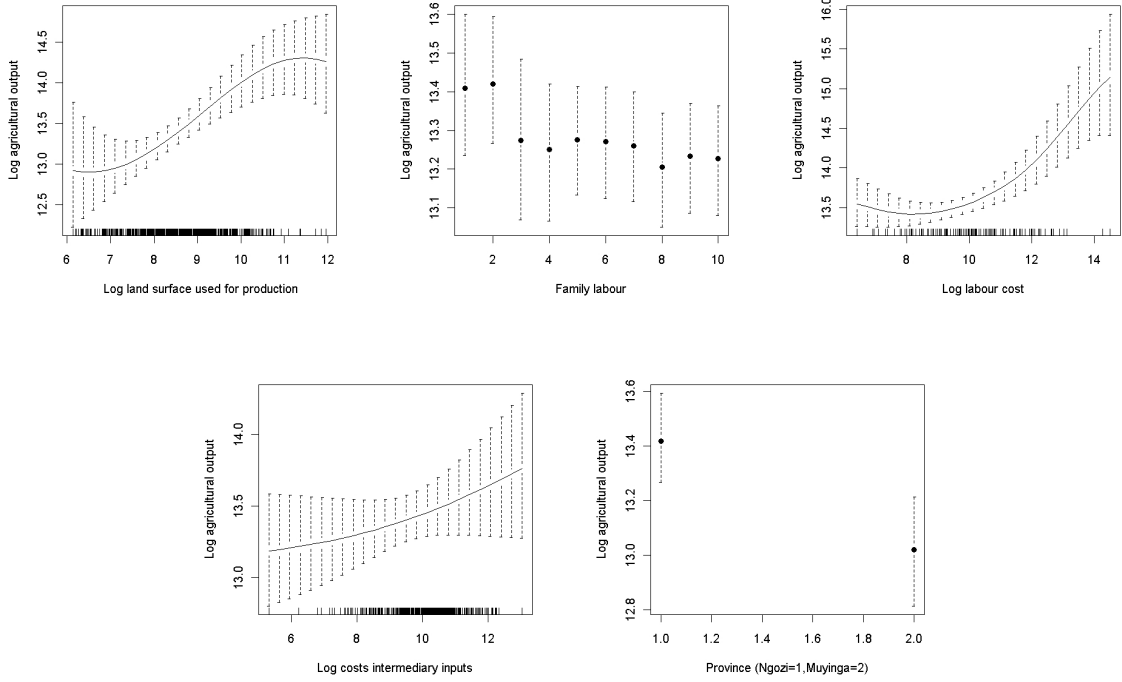 Log agricultural output
12.5 13.0 13.5 14.0 14.5
6 7 8 9 10 11 12
Log land surface used for production
Log agricultural output
13.1 13.2 13.3 13.4 13.5 13.6
2 4 6 8 10
Family labour
Log agricultural output
13.5 14.0 14.5 15.0 15.5 16.0
8 10 12 14
Log labour cost
Log agricultural output
13.0 13.5 14.0
6 8 10 12
Log costs intermediary inputs
Log agricultural output
12.8 13.0 13.2 13.4 13.6
1.0 1.2 1.4 1.6 1.8 2.0
Province (Ngozi=1,Muyinga=2)